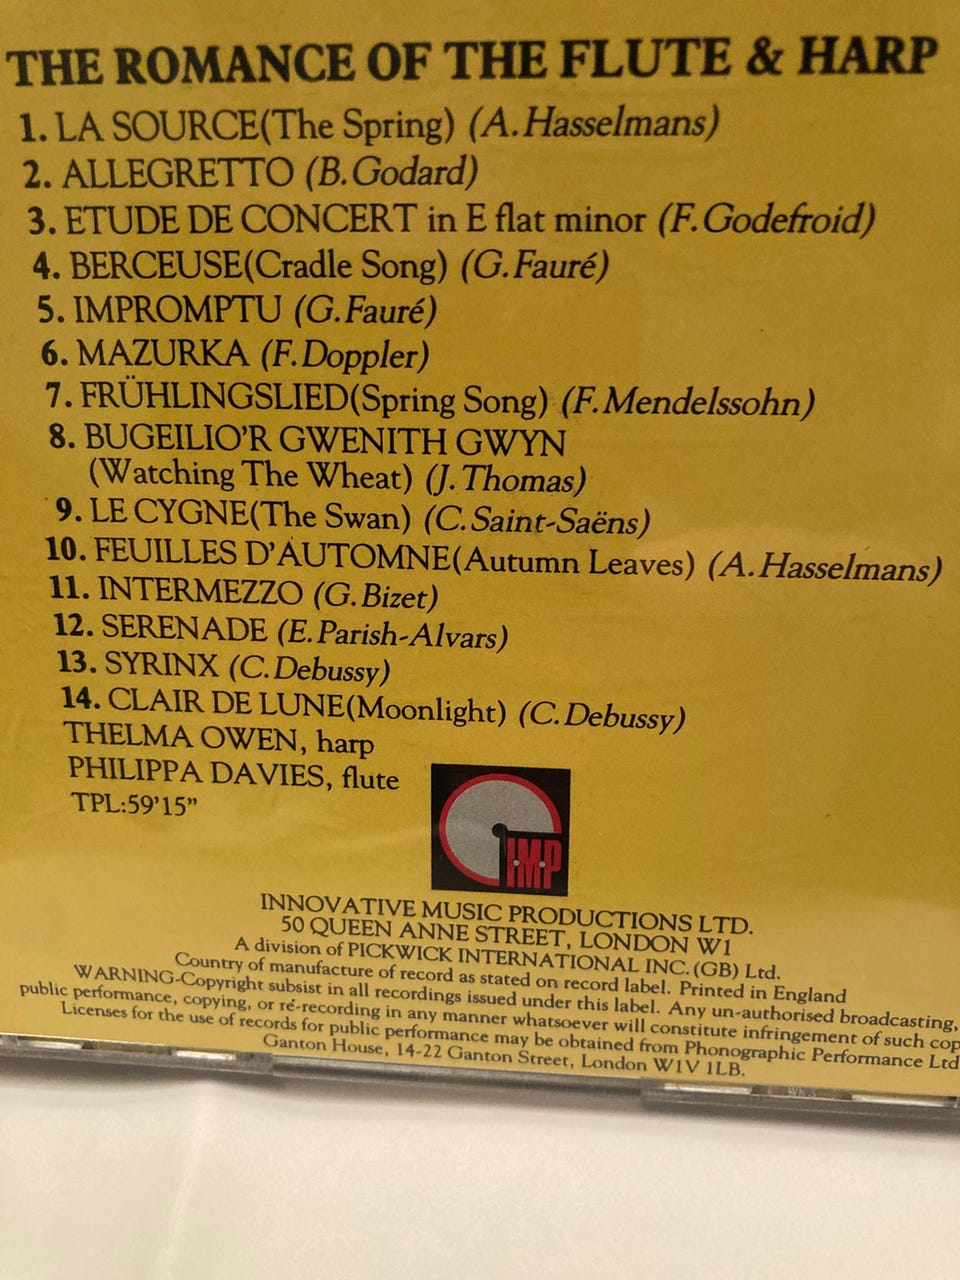 THE ROMANCE OF THE FLUTE & HARP
1. LA SOURCE(The Spring) (A. Hasselmans)
2. ALLEGRETTO (B. Godard)
3. ETUDE DE CONCERT in E flat minor (F. Godefroid)
4. BERCEUSE(Cradle Song) (G. Fauré)
5. IMPROMPTU (G. Fauré)
6. MAZURKA (F. Doppler)
7. FRÜHLINGSLIED(Spring Song) (F. Mendelssohn)
8. BUGEILIO'R GWENITH GWYN
(Watching The Wheat) (J. Thomas)
9. LE CYGNE(The Swan) (C. Saint-Saëns)
10. FEUILLES D'AUTOMNE(Autumn Leaves) (A. Hasselmans)
11. INTERMEZZO (G. Bizet)
12. SERENADE (E. Parish-Alvars)
13. SYRINX (C. Debussy)
14. CLAIR DE LUNE(Moonlight) (C. Debussy)
THELMA OWEN, harp
PHILIPPA DAVIES, flute
TPL:59'15"
I·M·P
INNOVATIVE MUSIC PRODUCTIONS LTD.
50 QUEEN ANNE STREET, LONDON W1
A division of PICKWICK INTERNATIONAL INC. (GB) Ltd.
Country of manufacture of record as stated on record label. Printed in England
WARNING-Copyright subsist in all recordings issued under this label. Any un-authorised broadcasting,
public performance, copying, or re-recording in any manner whatsoever will constitute infringement of such cop
Licenses for the use of records for public performance may be obtained from Phonographic Performance Ltd
Ganton House, 14-22 Ganton Street, London W1V 1LB.